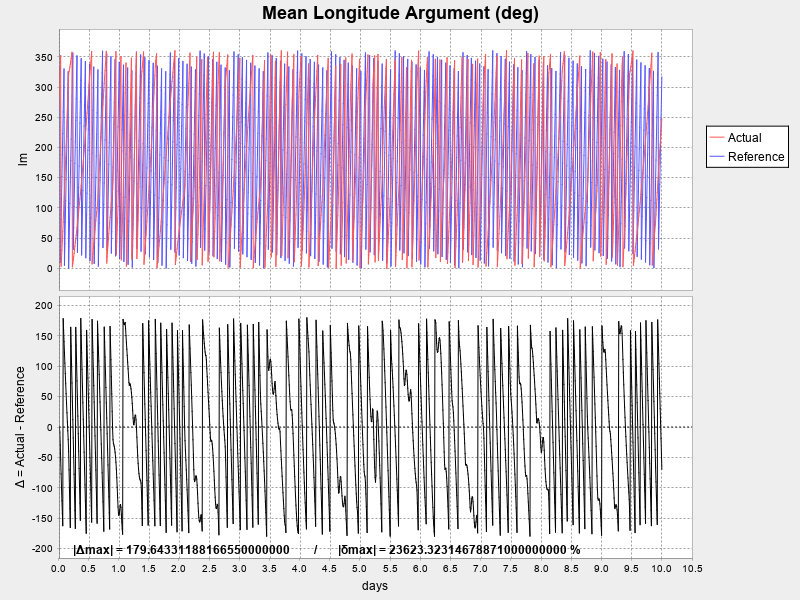 Mean Longitude Argument (deg)
350
300
250
200
150
100
50
0
lm
Actual
Reference
200
150
100
50
0
-50
-100
-150
-200
Δ = Actual - Reference
|Δmax| = 179.64331188166550000000 / |δmax| = 23623.32314678871000000000 %
0.0 0.5 1.0 1.5 2.0 2.5 3.0 3.5 4.0 4.5 5.0 5.5 6.0 6.5 7.0 7.5 8.0 8.5 9.0 9.5 10.0 10.5
days